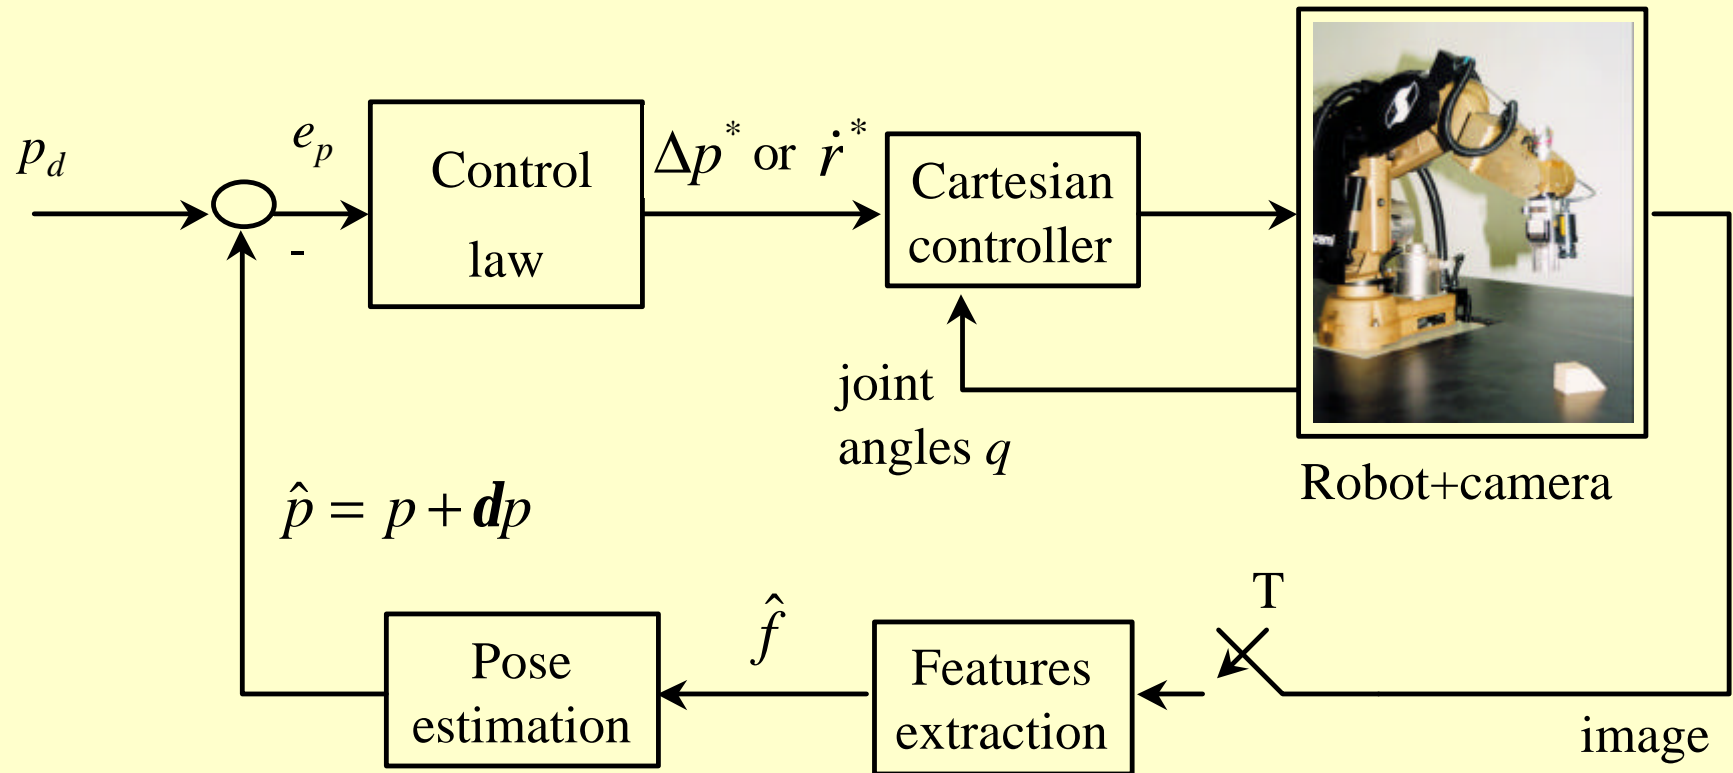 p_d
e_p
-
Control
law
Δp^* or ṙ^*
Cartesian
controller
joint
angles q
Robot+camera
p̂ = p + dp
T
f̂
Pose
estimation
Features
extraction
image